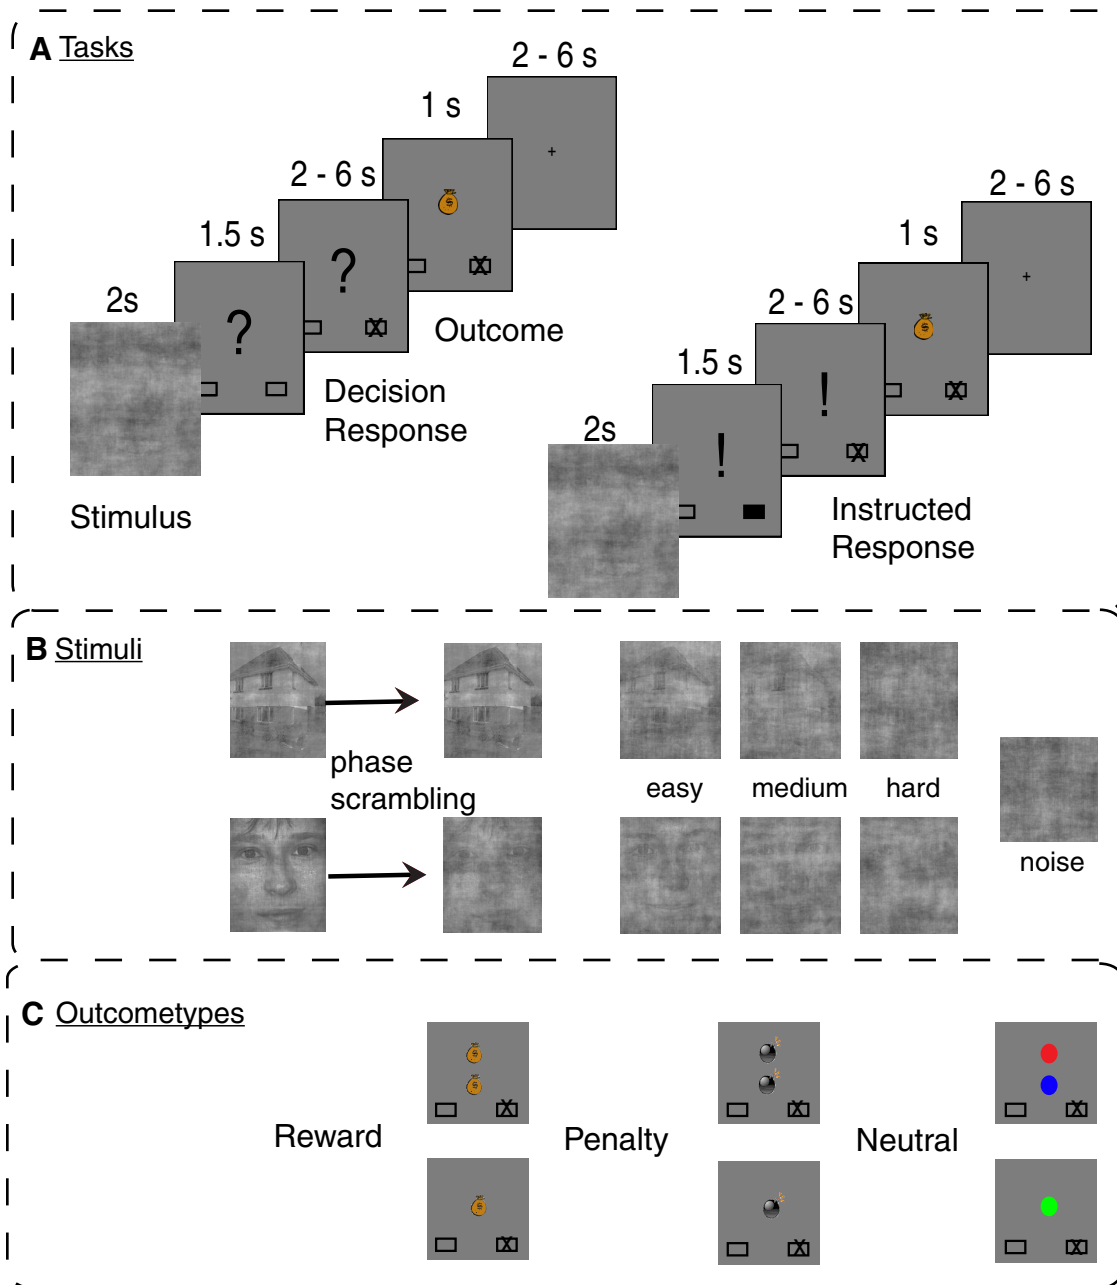 A Tasks
2 - 6 s
1 s
2 - 6 s
1.5 s
2s
?
?
+
X
X
Outcome
Decision
Response
Stimulus
2 - 6 s
1 s
2 - 6 s
1.5 s
2s
!
!
+
X
X
Instructed
Response
B Stimuli
phase
scrambling
easy
medium
hard
noise
C Outcometypes
Reward
Penalty
Neutral
$
$
$
$
$
X
X
X
X
X
X